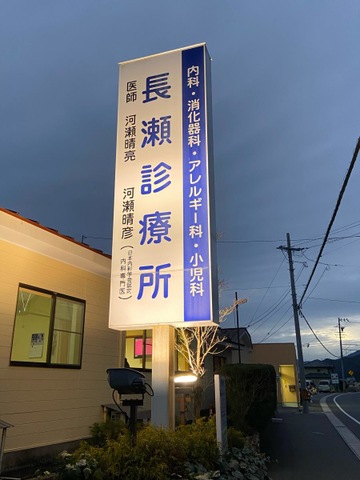 内科・消化器科・アレルギー科・小児科
長瀬診療所
医師 河瀬晴亮
河瀬晴彦
(日本内科学会認定
内科専門医)